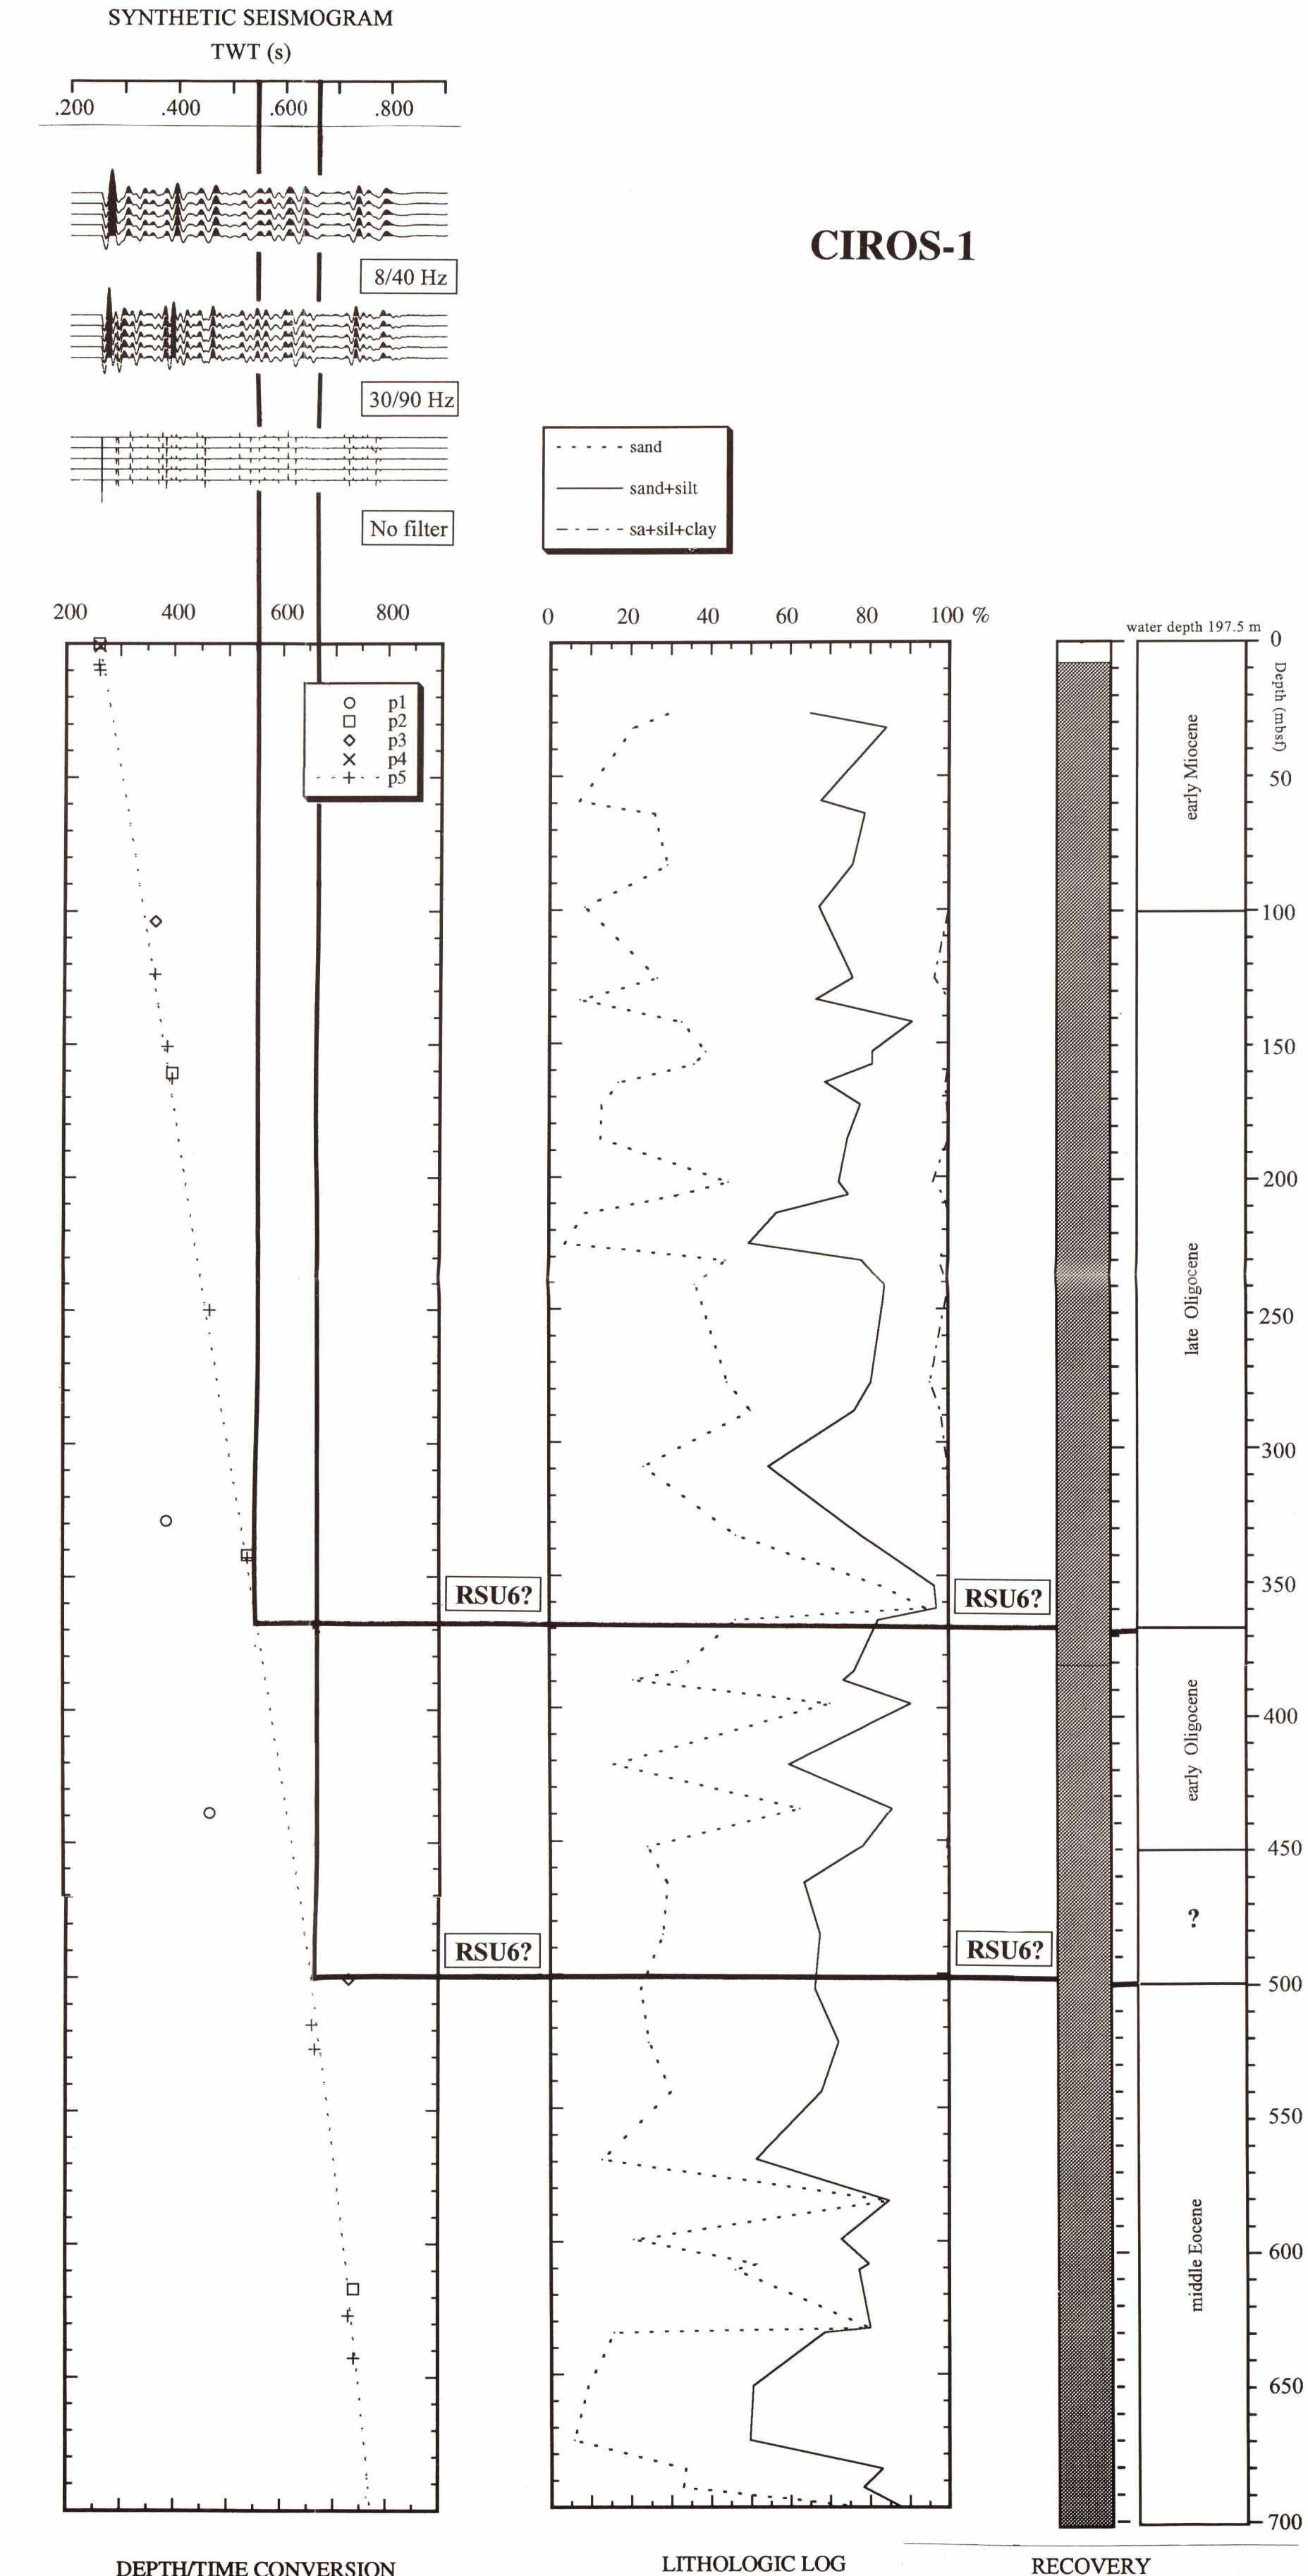 SYNTHETIC SEISMOGRAM
TWT (s)
.200 .400 .600 .800
CIROS-1
8/40 Hz
30/90 Hz
No filter
sand
sand+silt
sa+sil+clay
200 400 600 800
0 20 40 60 80 100 %
water depth 197.5 m
p1
p2
p3
p4
p5
0
Depth (mbsf)
50
100
150
200
250
300
350
400
450
500
550
600
650
700
early Miocene
late Oligocene
RSU6? RSU6?
early Oligocene
?
RSU6? RSU6?
middle Eocene
DEPTH/TIME CONVERSION
LITHOLOGIC LOG
RECOVERY